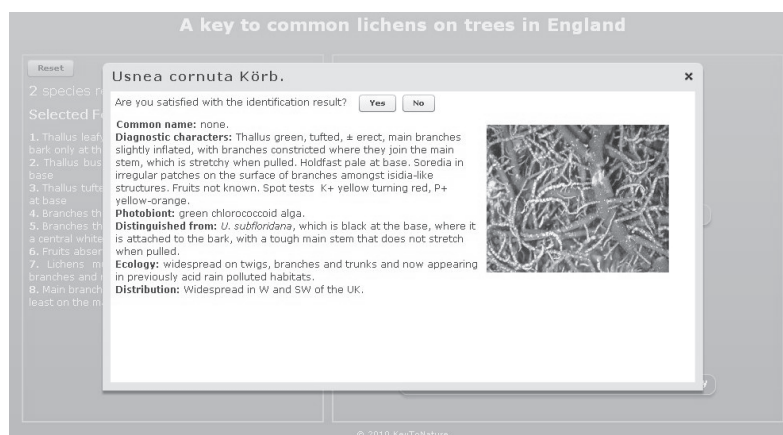 A key to common lichens on trees in England
Reset
2 species r
Selected F
1. Thallus leaf
bark only at th
2. Thallus bus
base
3. Thallus tufte
at base
4. Branches th
5. Branches th
a central white
6. Fruits absen
7. Lichens m
branches and r
8. Main branch
least on the m
Usnea cornuta Körb.
Are you satisfied with the identification result? Yes No
Common name: none.
Diagnostic characters: Thallus green, tufted, ± erect, main branches
slightly inflated, with branches constricted where they join the main
stem, which is stretchy when pulled. Holdfast pale at base. Soredia in
irregular patches on the surface of branches amongst isidia-like
structures. Fruits not known. Spot tests K+ yellow turning red, P+
yellow-orange.
Photobiont: green chlorococcoid alga.
Distinguished from: U. subfloridana, which is black at the base, where it
is attached to the bark, with a tough main stem that does not stretch
when pulled.
Ecology: widespread on twigs, branches and trunks and now appearing
in previously acid rain polluted habitats.
Distribution: Widespread in W and SW of the UK.
© 2010 KeyToNature